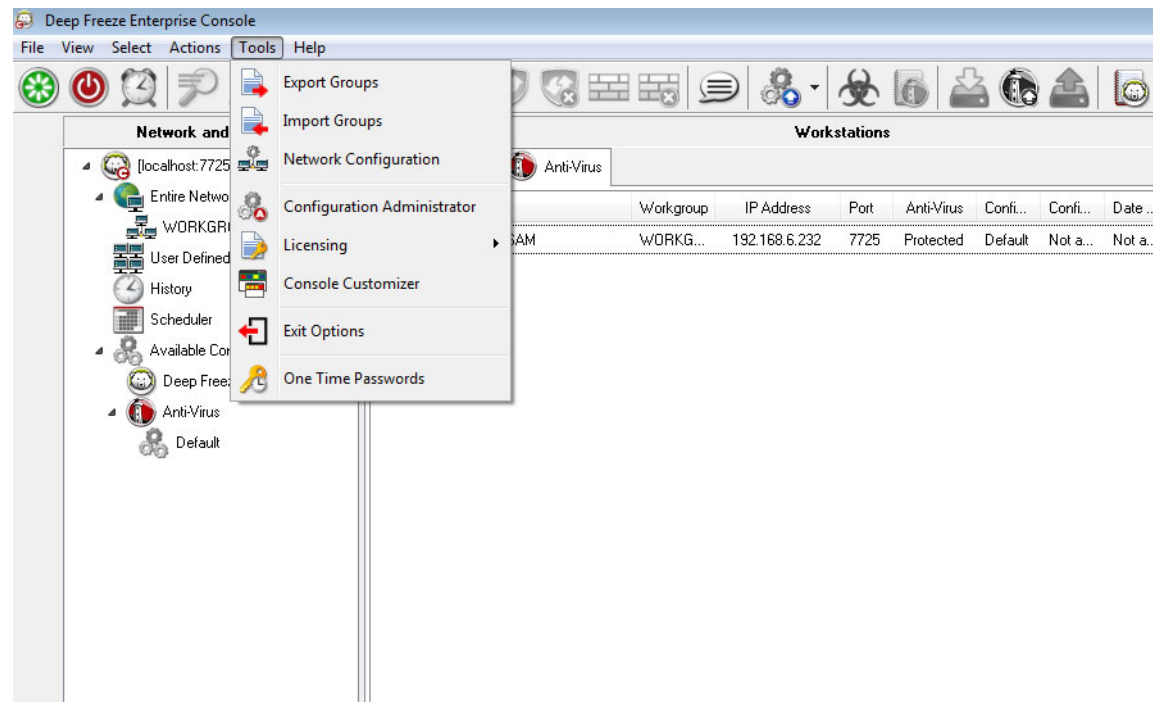 Deep Freeze Enterprise Console
File View Select Actions Tools Help
Export Groups
Import Groups
Network Configuration
Configuration Administrator
Licensing
Console Customizer
Exit Options
One Time Passwords
Network and
[localhost:7725
Entire Netwo
WORKGR
User Defined
History
Scheduler
Available Cor
Deep Free
Anti-Virus
Default
Workstations
Anti-Virus
Workgroup IP Address Port Anti-Virus Confi... Confi... Date ..
SAM WORKG... 192.168.6.232 7725 Protected Default Not a... Not a..